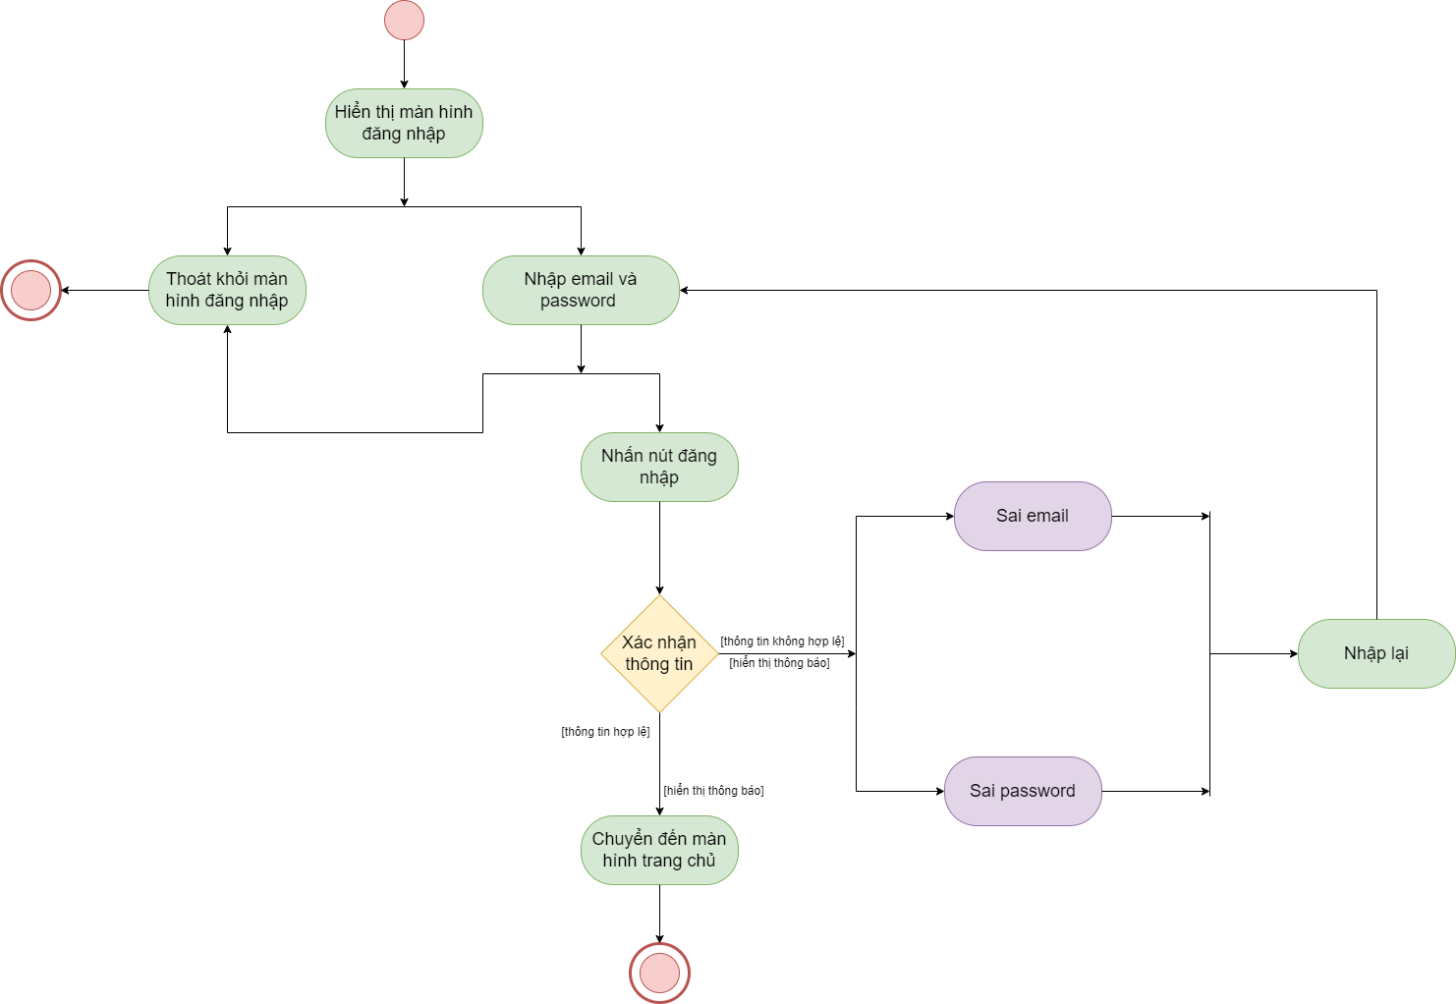 Hiển thị màn hình
đăng nhập
Thoát khỏi màn
hình đăng nhập
Nhập email và
password
Nhấn nút đăng
nhập
Sai email
Xác nhận
thông tin
[thông tin không hợp lệ]
[hiển thị thông báo]
Nhập lại
[thông tin hợp lệ]
[hiển thị thông báo]
Sai password
Chuyển đến màn
hình trang chủ